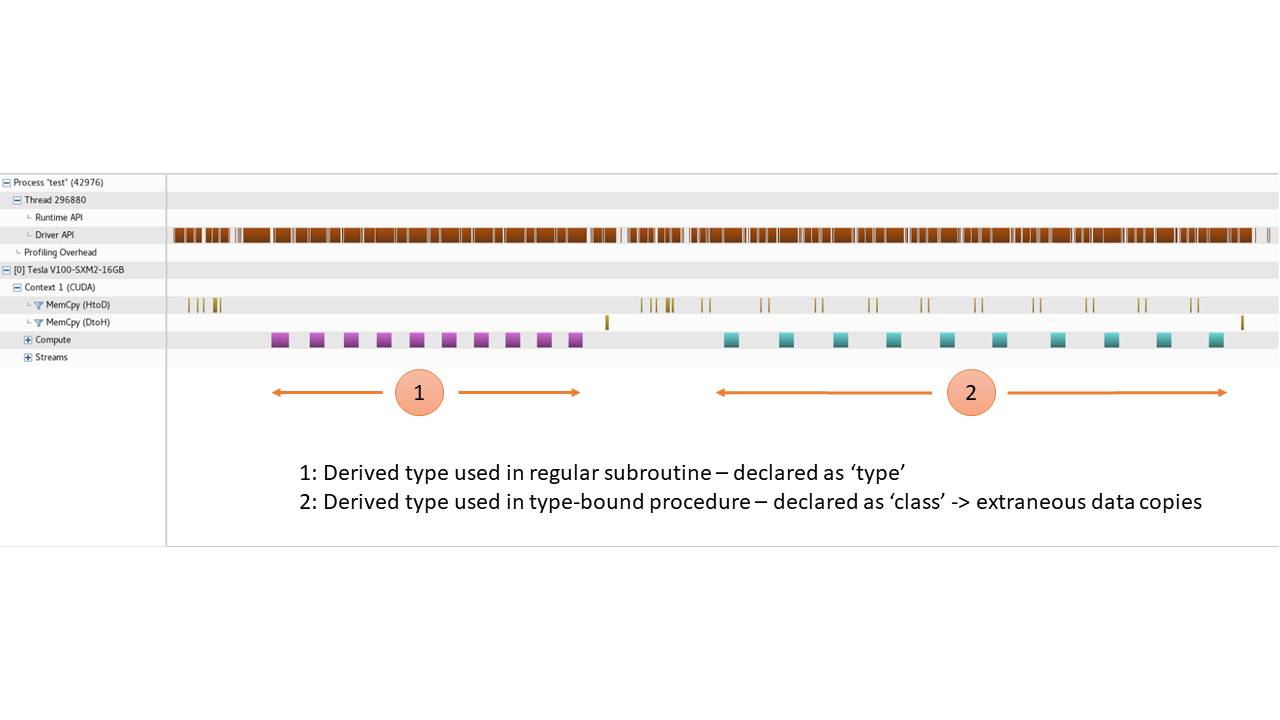 Process "test" (42976)
Thread 296880
Runtime API
Driver API
Profiling Overhead
[0] Tesla V100-SXM2-16GB
Context 1 (CUDA)
MemCpy (HtoD)
MemCpy (DtoH)
Compute
Streams
1
2
1: Derived type used in regular subroutine – declared as ‘type’
2: Derived type used in type-bound procedure – declared as ‘class’ -> extraneous data copies